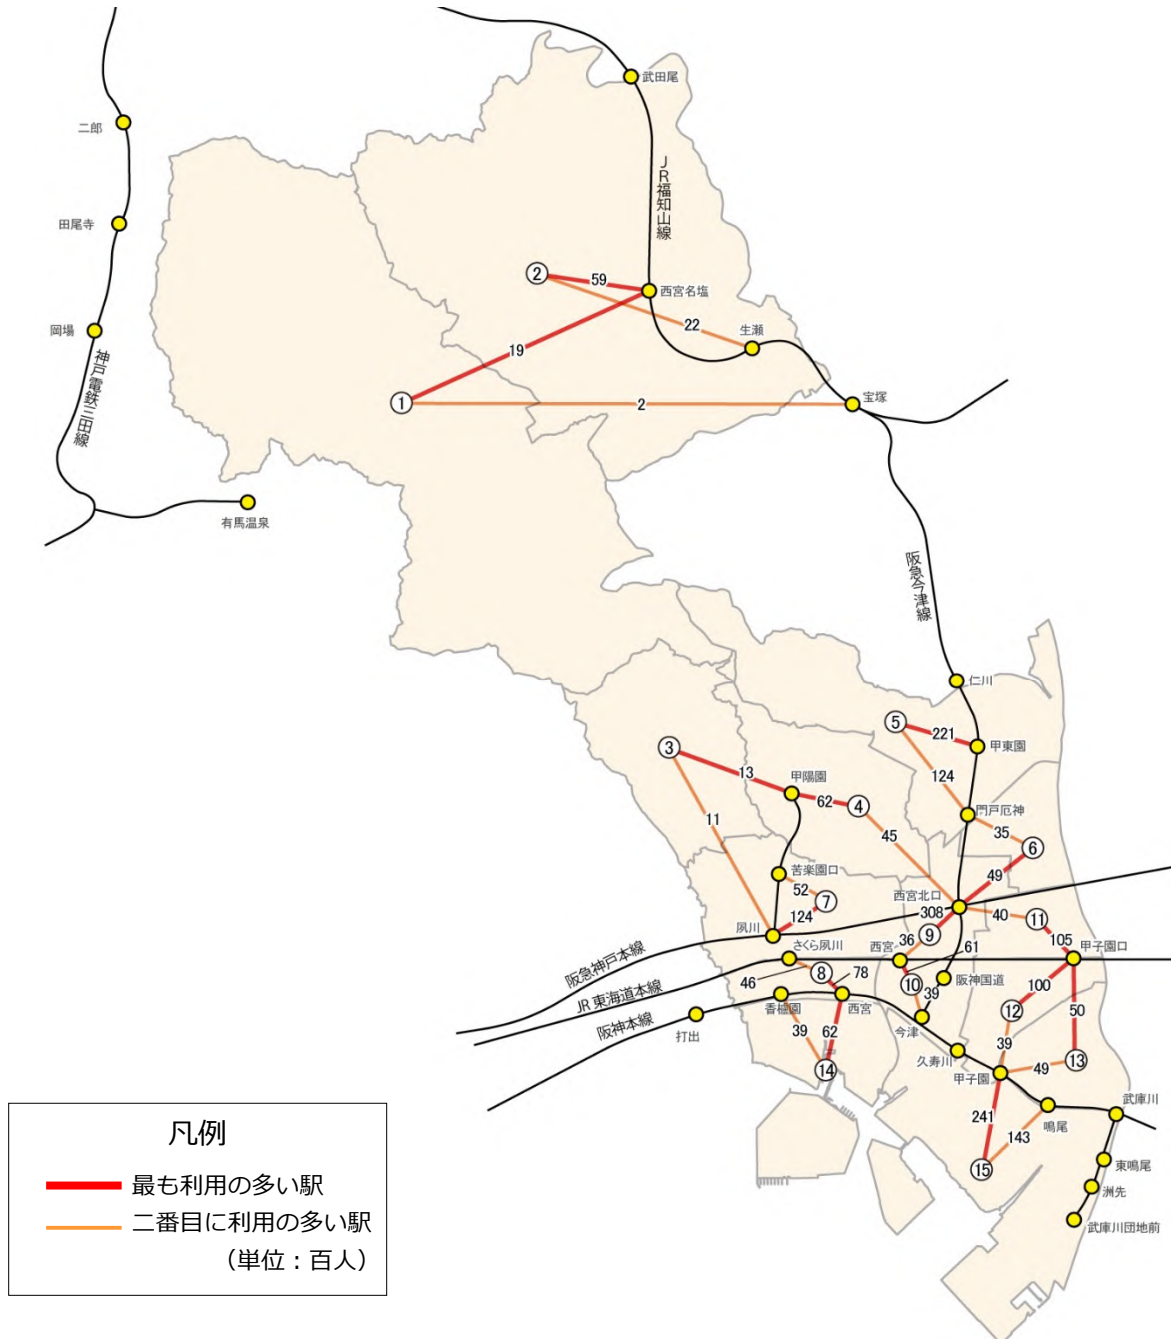 武田尾
二郎
JR福知山線
田尾寺
②
59
西宮名塩
22
生瀬
岡場
19
神戸電鉄三田線
①
2
宝塚
有馬温泉
阪急今津線
仁川
⑤
221
甲東園
③
13
甲陽園
124
62
④
門戸厄神
11
45
35
⑥
苦楽園口
52
49
⑦
西宮北口
124
308
40
⑪
夙川
⑨
105
さくら夙川
西宮
36
61
甲子園口
阪急神戸本線
JR東海道本線
阪神本線
46
⑧
78
⑩
阪神国道
100
香櫨園
西宮
39
⑫
50
打出
39
62
今津
39
久寿川
49
⑬
⑭
甲子園
241
143
鳴尾
武庫川
⑮
東鳴尾
洲先
武庫川団地前
凡例
最も利用の多い駅
二番目に利用の多い駅
（単位：百人）